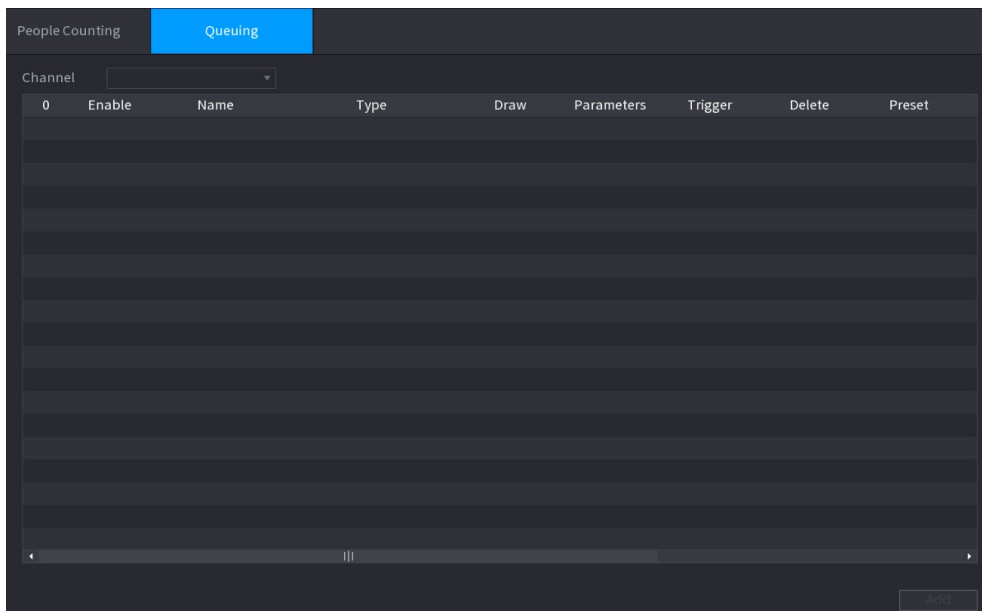 People Counting Queuing
Channel
0 Enable Name Type Draw Parameters Trigger Delete Preset
Add